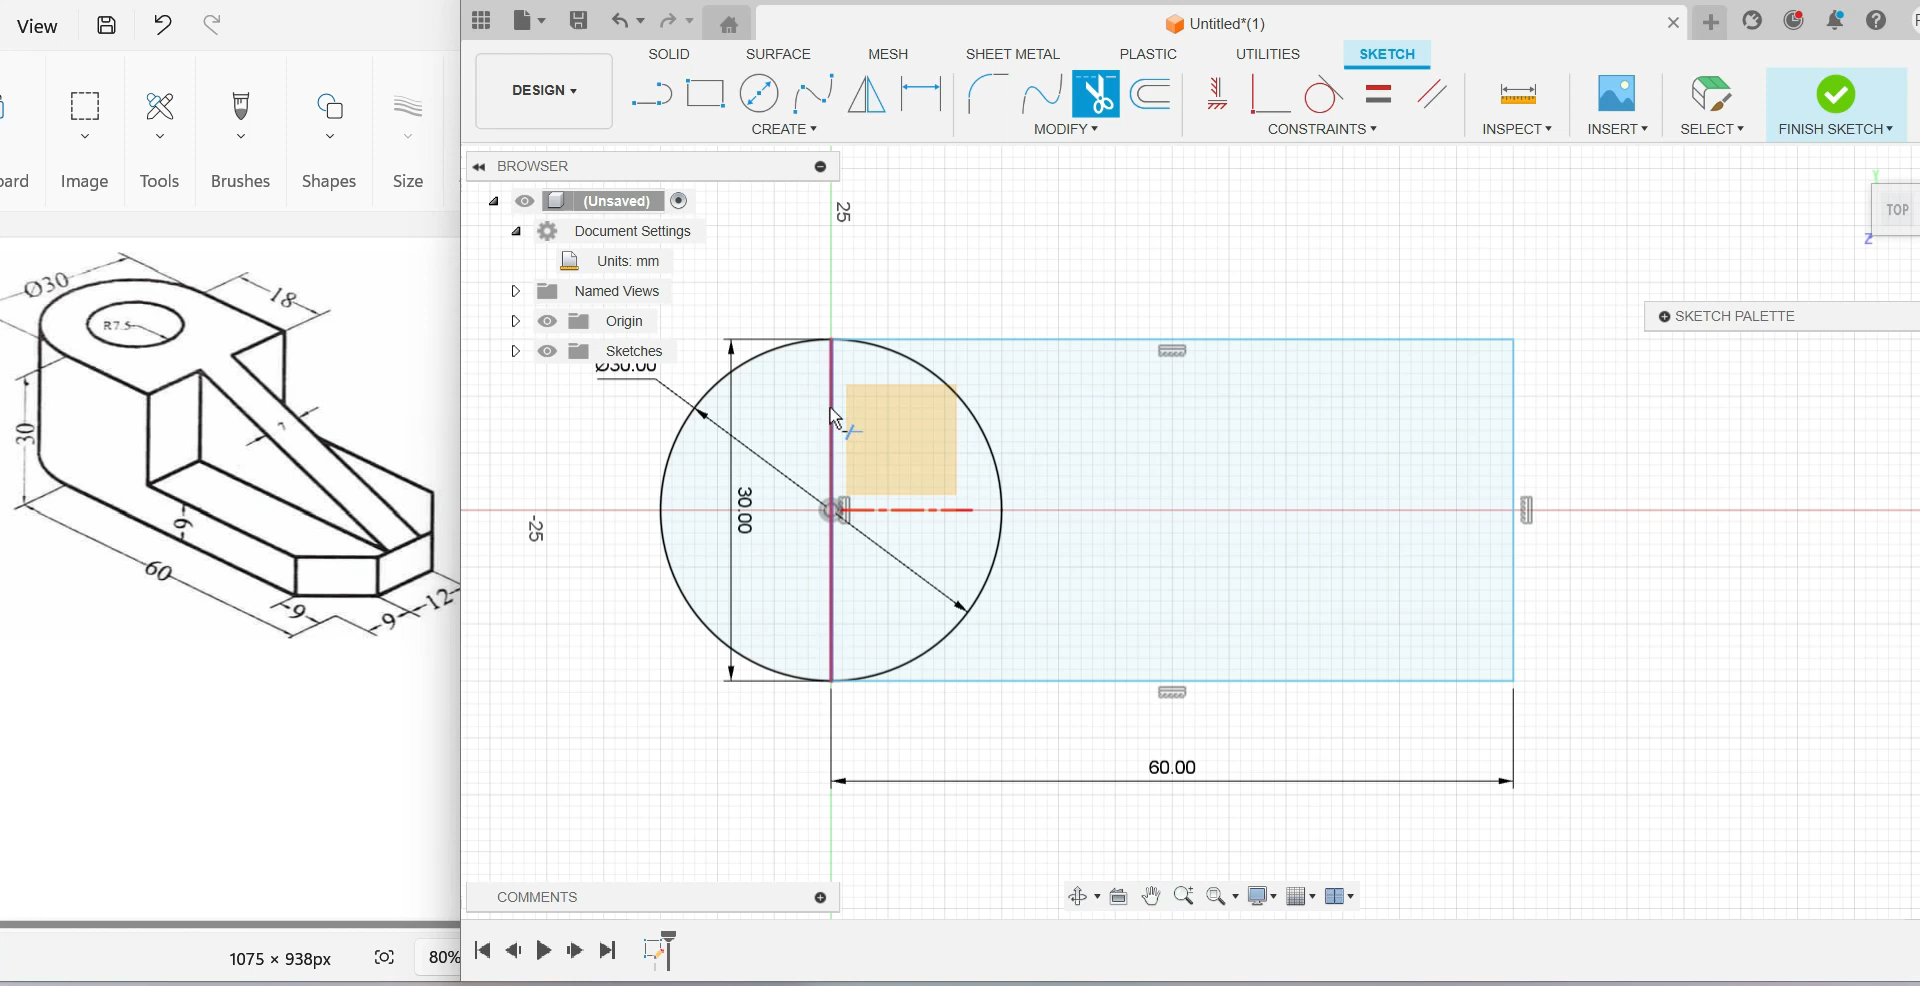 View
ard
Image
Tools
Brushes
Shapes
Size
Ø30
18
R7.5
30
7
6
60
9
9
12
1075 × 938px
80%
Untitled*(1)
SOLID
SURFACE
MESH
SHEET METAL
PLASTIC
UTILITIES
SKETCH
DESIGN
CREATE
MODIFY
CONSTRAINTS
INSPECT
INSERT
SELECT
FINISH SKETCH
BROWSER
(Unsaved)
Document Settings
Units: mm
Named Views
Origin
Sketches
25
Y
TOP
Z
SKETCH PALETTE
Ø30.00
30.00
-25
60.00
COMMENTS